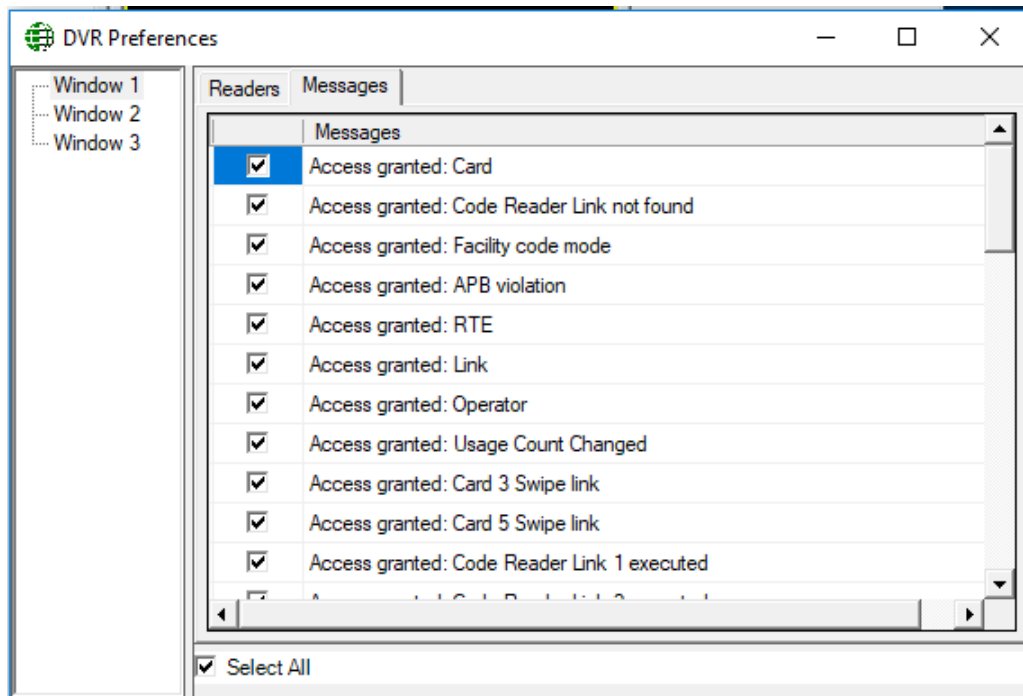 DVR Preferences
Window 1
Window 2
Window 3
Readers Messages
Messages
Access granted: Card
Access granted: Code Reader Link not found
Access granted: Facility code mode
Access granted: APB violation
Access granted: RTE
Access granted: Link
Access granted: Operator
Access granted: Usage Count Changed
Access granted: Card 3 Swipe link
Access granted: Card 5 Swipe link
Access granted: Code Reader Link 1 executed
Select All